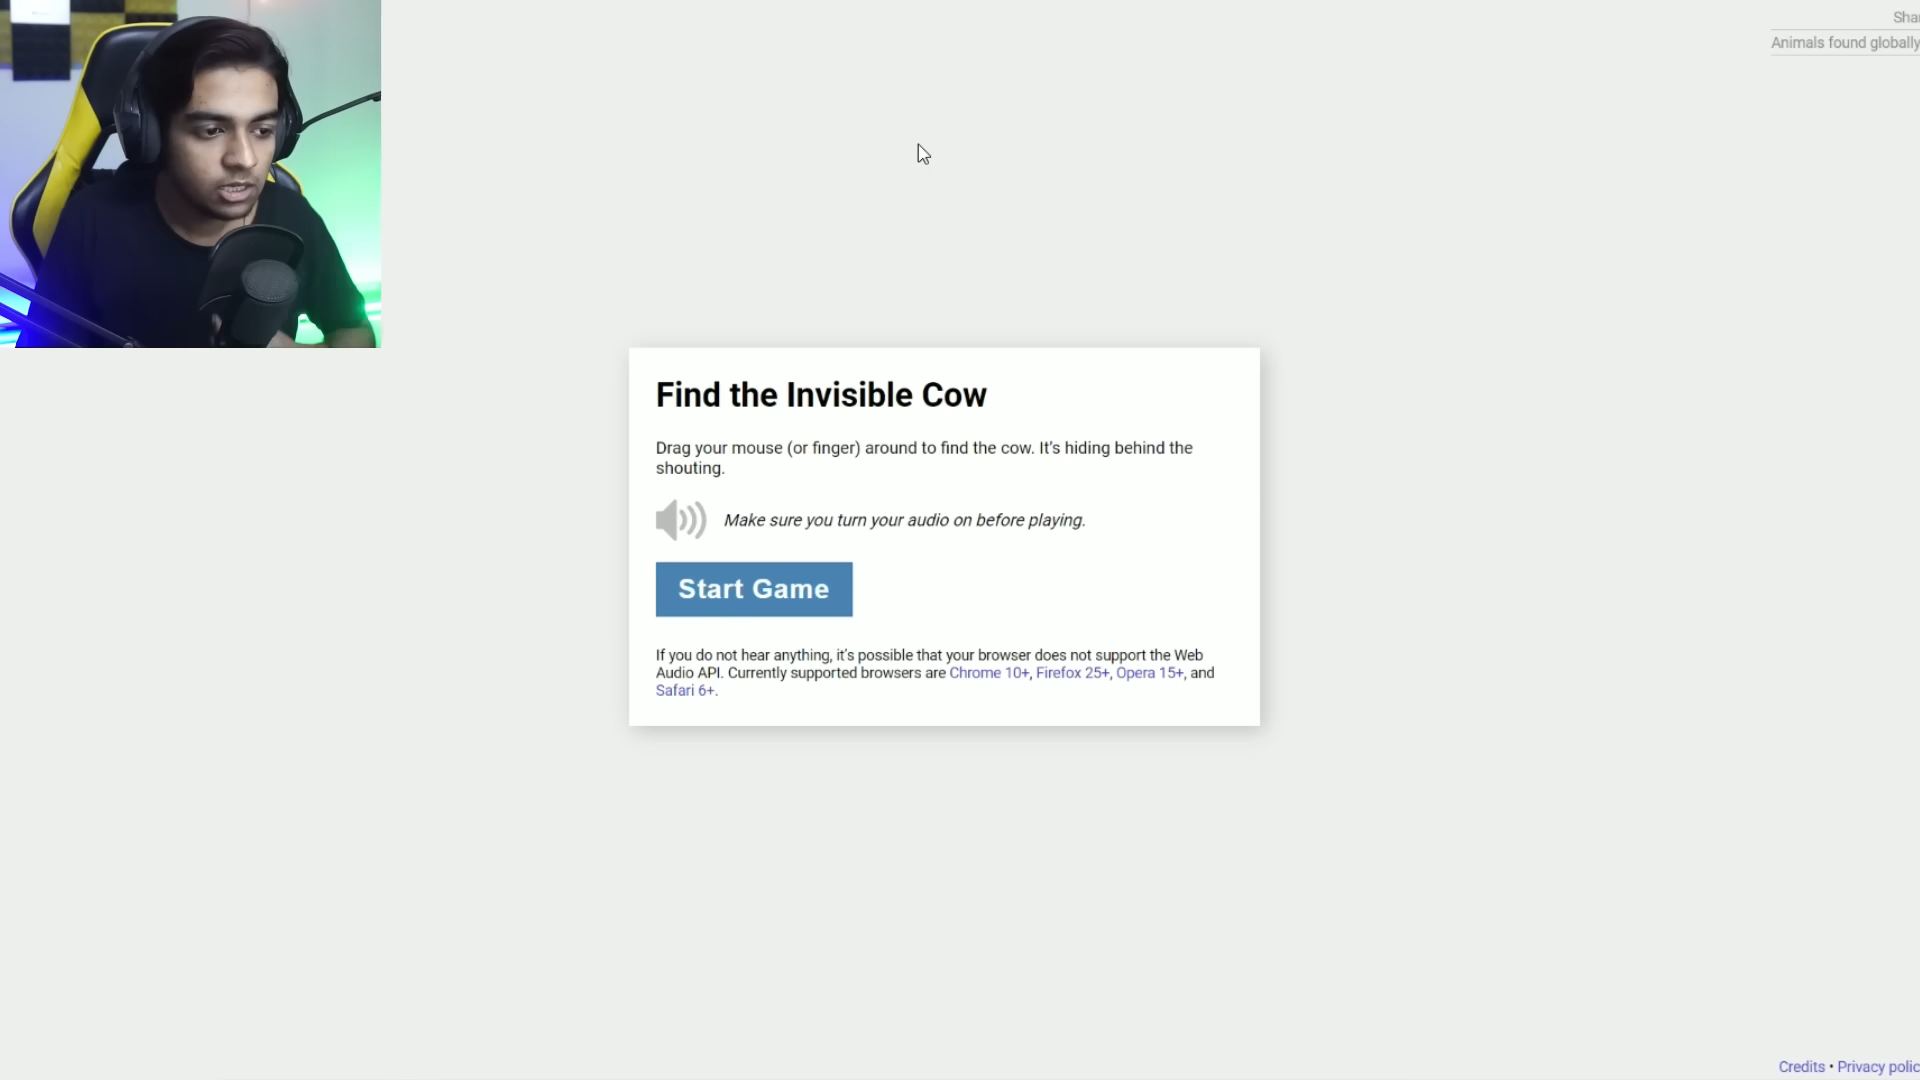 Animals found globally
Find the Invisible Cow
Drag your mouse (or finger) around to find the cow. It's hiding behind the
shouting.
Make sure you turn your audio on before playing.
Start Game
If you do not hear anything, it's possible that your browser does not support the Web
Audio API. Currently supported browsers are Chrome 10+, Firefox 25+, Opera 15+, and
Safari 6+.
Credits • Privacy polic